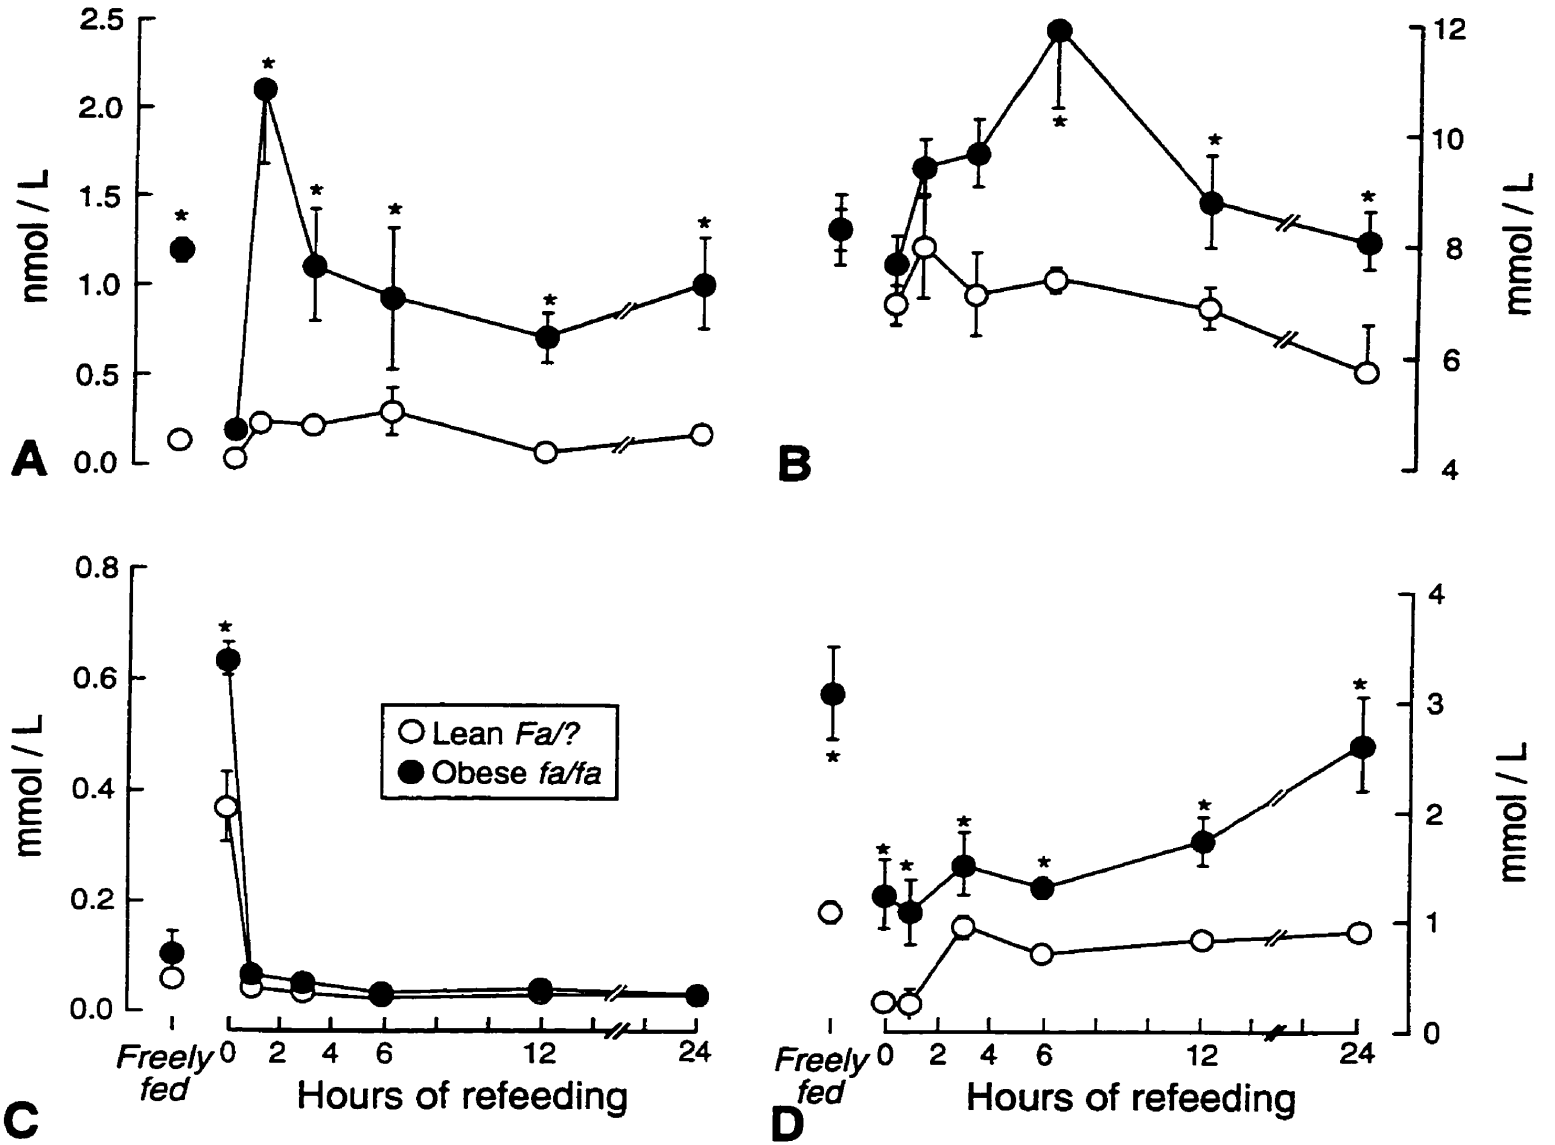 2.5
2.0
1.5
1.0
0.5
0.0
nmol / L
A
*
*
*
*
*
*
12
10
8
6
4
mmol / L
B
*
*
*
0.8
0.6
0.4
0.2
0.0
mmol / L
*
Lean Fa/?
Obese fa/fa
Freely
fed
0 2 4 6 12 24
Hours of refeeding
C
4
3
2
1
0
mmol / L
*
*
*
*
*
*
*
Freely
fed
0 2 4 6 12 24
Hours of refeeding
D